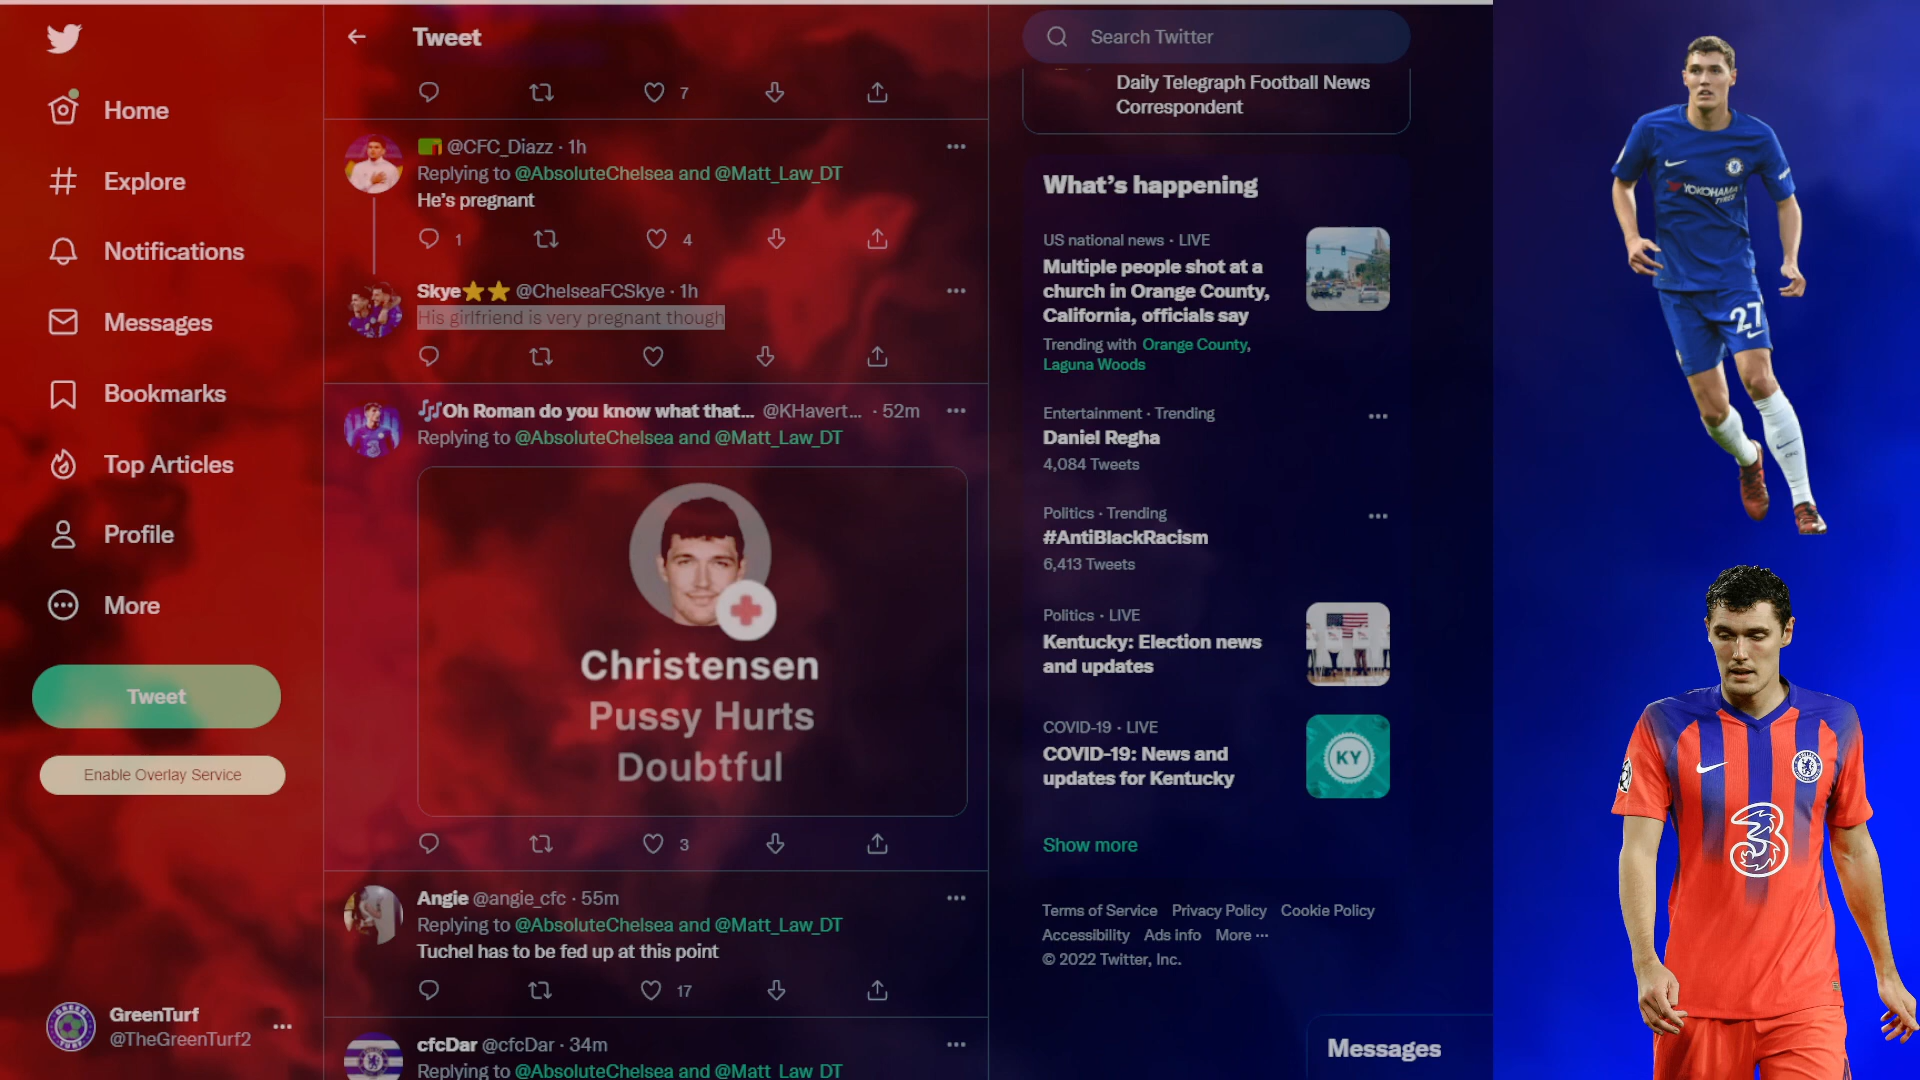 Home
Explore
Notifications
Messages
Bookmarks
Top Articles
Profile
More
Tweet
Enable Overlay Service
GreenTurf
@TheGreenTurf2
Tweet
7
@CFC_Diazz · 1h
Replying to @AbsoluteChelsea and @Matt_Law_DT
He's pregnant
1
4
Skye⭐⭐ @ChelseaFCSkye · 1h
His girlfriend is very pregnant though
🎶Oh Roman do you know what that... @KHavert... · 52m
Replying to @AbsoluteChelsea and @Matt_Law_DT
Christensen
Pussy Hurts
Doubtful
3
Angie @angie_cfc · 55m
Replying to @AbsoluteChelsea and @Matt_Law_DT
Tuchel has to be fed up at this point
17
cfcDar @cfcDar · 34m
Replying to @AbsoluteChelsea and @Matt_Law_DT
Search Twitter
Daily Telegraph Football News
Correspondent
What's happening
US national news · LIVE
Multiple people shot at a
church in Orange County,
California, officials say
Trending with Orange County,
Laguna Woods
Entertainment · Trending
Daniel Regha
4,084 Tweets
Politics · Trending
#AntiBlackRacism
6,413 Tweets
Politics · LIVE
Kentucky: Election news
and updates
COVID-19 · LIVE
COVID-19: News and
updates for Kentucky
KY
Show more
Terms of Service Privacy Policy Cookie Policy
Accessibility Ads info More ···
© 2022 Twitter, Inc.
Messages
YOKOHAMA
TYRES
27
3